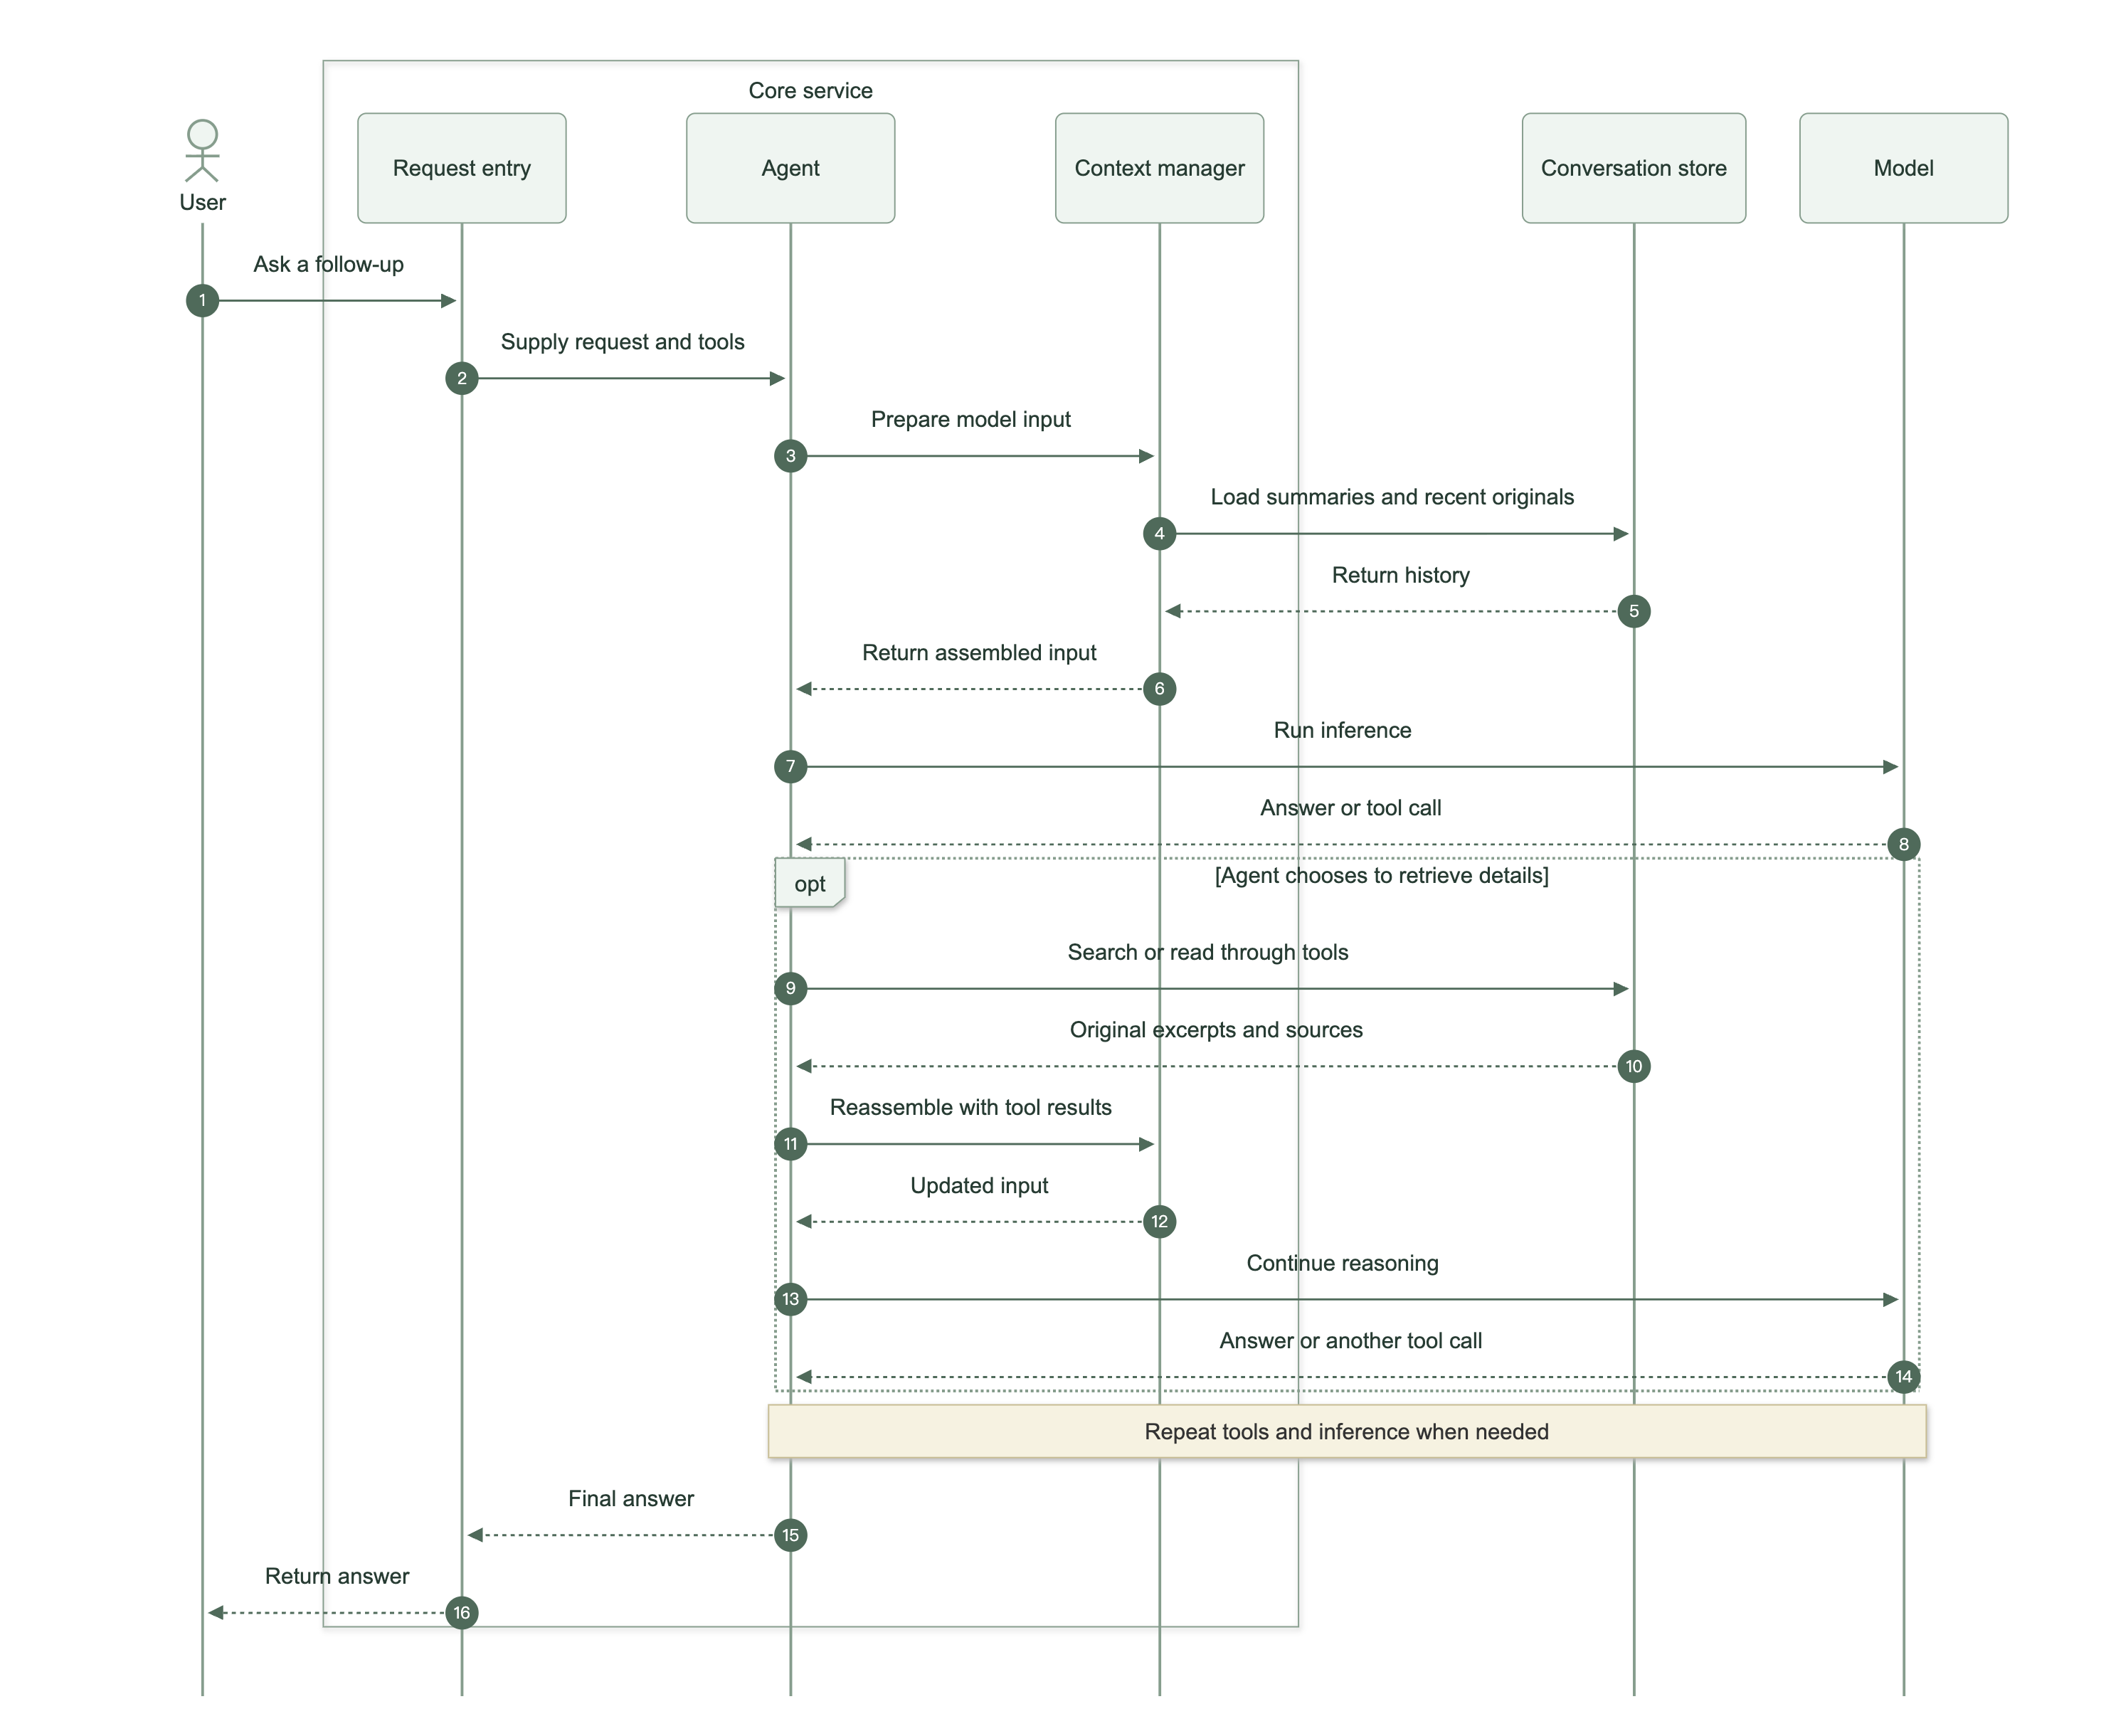 Core service
User
Request entry
Agent
Context manager
Conversation store
Model
Ask a follow-up
1
Supply request and tools
2
Prepare model input
3
Load summaries and recent originals
4
Return history
5
Return assembled input
6
Run inference
7
Answer or tool call
8
opt
[Agent chooses to retrieve details]
Search or read through tools
9
Original excerpts and sources
10
Reassemble with tool results
11
Updated input
12
Continue reasoning
13
Answer or another tool call
14
Repeat tools and inference when needed
Final answer
15
Return answer
16